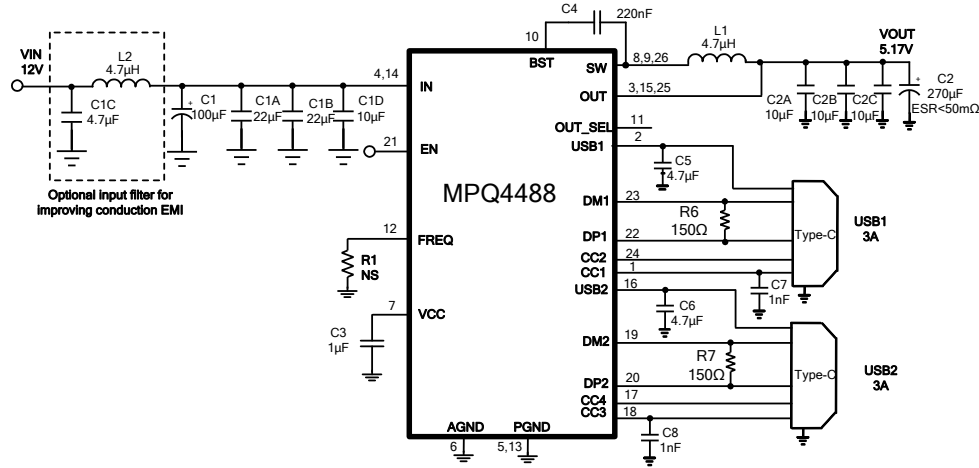 C4
220nF
10
BST
SW
8,9,26
L1
4.7µH
VOUT
5.17V
VIN
12V
L2
4.7µH
C1C
4.7µF
Optional input filter for
improving conduction EMI
C1
100µF
C1A
22µF
C1B
22µF
C1D
10µF
4,14
IN
21
EN
OUT
3,15,25
C2A
10µF
C2B
10µF
C2C
10µF
C2
270µF
ESR<50mΩ
OUT_SEL
11
USB1
2
C5
4.7µF
MPQ4488
DM1
23
R6
150Ω
DP1
22
CC2
24
CC1
1
C7
1nF
Type-C
USB1
3A
12
FREQ
R1
NS
7
VCC
C3
1µF
USB2
16
C6
4.7µF
DM2
19
R7
150Ω
DP2
20
CC4
17
CC3
18
C8
1nF
Type-C
USB2
3A
AGND
6
PGND
5,13